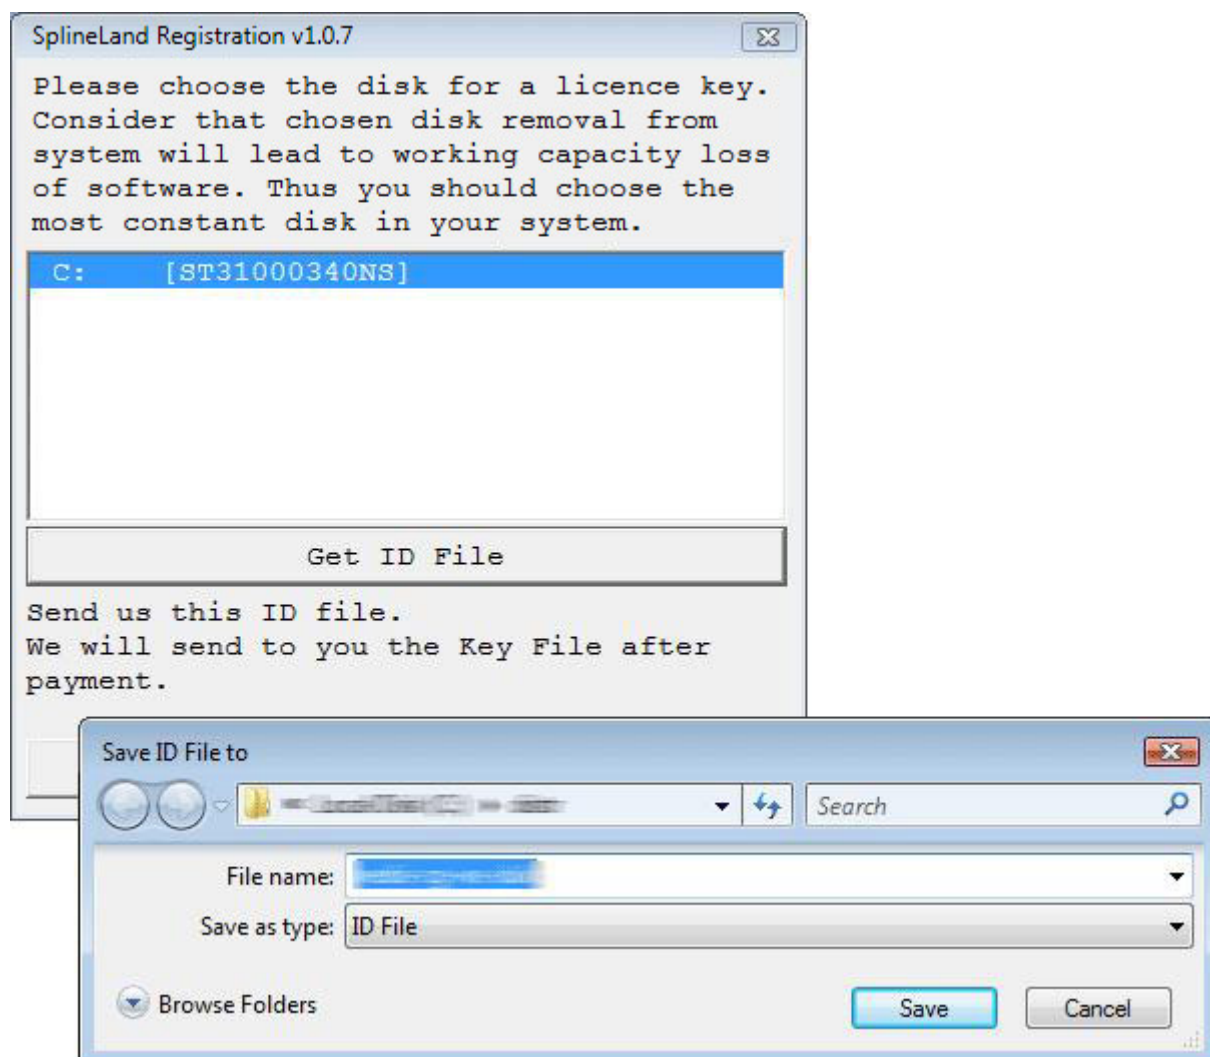 SplineLand Registration v1.0.7
Please choose the disk for a licence key.
Consider that chosen disk removal from
system will lead to working capacity loss
of software. Thus you should choose the
most constant disk in your system.
C: [ST31000340NS]
Get ID File
Send us this ID file.
We will send to you the Key File after
payment.
Save ID File to
Search
File name:
Save as type: ID File
Browse Folders
Save
Cancel